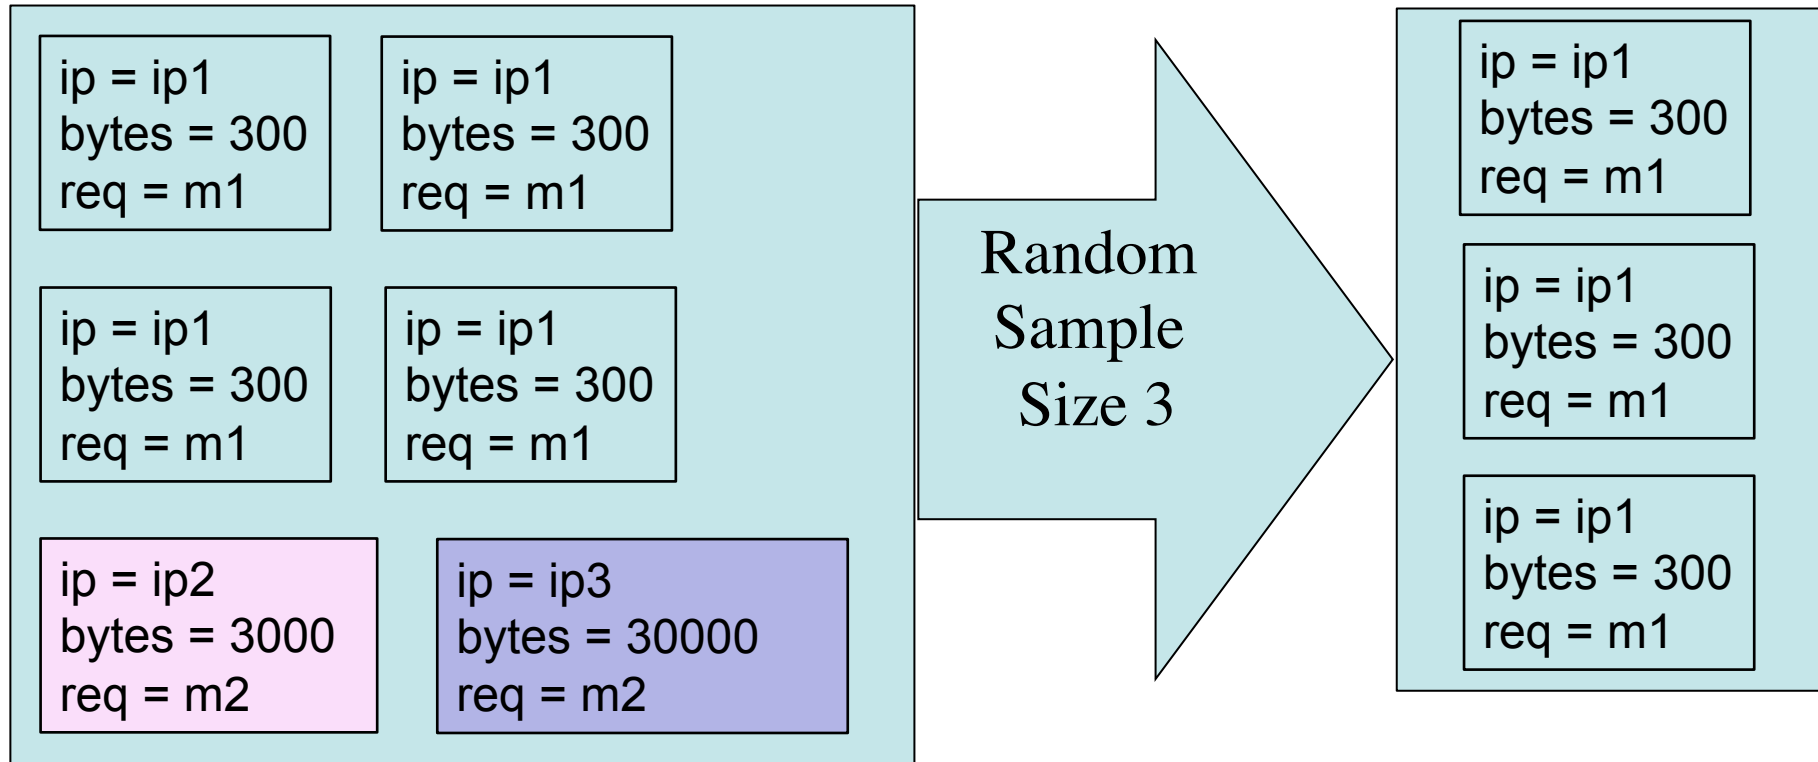 ip = ip1
bytes = 300
req = m1
ip = ip1
bytes = 300
req = m1
ip = ip1
bytes = 300
req = m1
ip = ip1
bytes = 300
req = m1
ip = ip2
bytes = 3000
req = m2
ip = ip3
bytes = 30000
req = m2
Random
Sample
Size 3
ip = ip1
bytes = 300
req = m1
ip = ip1
bytes = 300
req = m1
ip = ip1
bytes = 300
req = m1